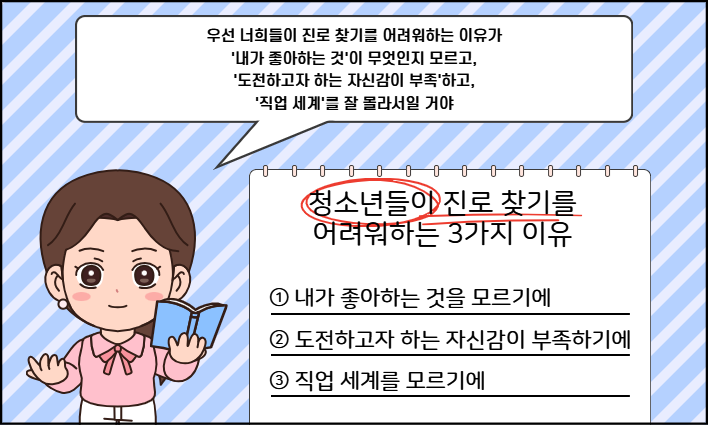 우선 너희들이 진로 찾기를 어려워하는 이유가
'내가 좋아하는 것'이 무엇인지 모르고,
'도전하고자 하는 자신감이 부족'하고,
'직업 세계'를 잘 몰라서일 거야
청소년들이 진로 찾기를
어려워하는 3가지 이유
① 내가 좋아하는 것을 모르기에
② 도전하고자 하는 자신감이 부족하기에
③ 직업 세계를 모르기에